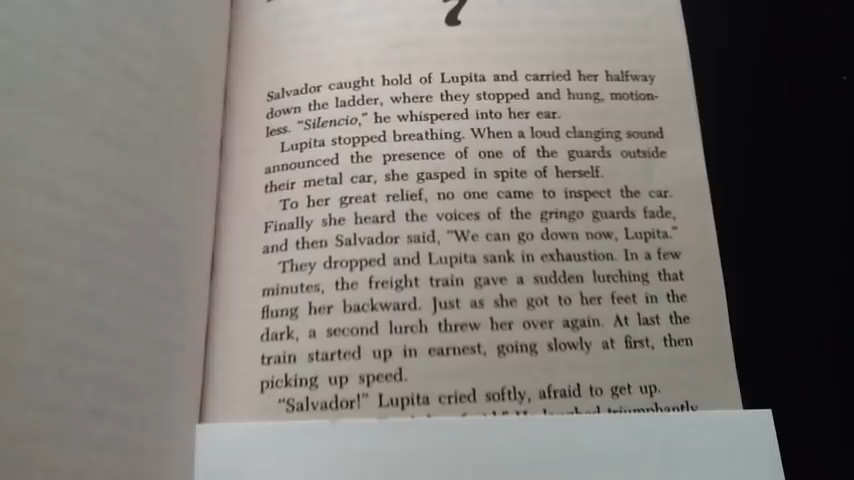 7
Salvador caught hold of Lupita and carried her halfway
down the ladder, where they stopped and hung, motion-
less. "Silencio," he whispered into her ear.
Lupita stopped breathing. When a loud clanging sound
announced the presence of one of the guards outside
their metal car, she gasped in spite of herself.
To her great relief, no one came to inspect the car.
Finally she heard the voices of the gringo guards fade,
and then Salvador said, "We can go down now, Lupita."
They dropped and Lupita sank in exhaustion. In a few
minutes, the freight train gave a sudden lurching that
flung her backward. Just as she got to her feet in the
dark, a second lurch threw her over again. At last the
train started up in earnest, going slowly at first, then
picking up speed.
"Salvador!" Lupita cried softly, afraid to get up.
laughed triumphantly